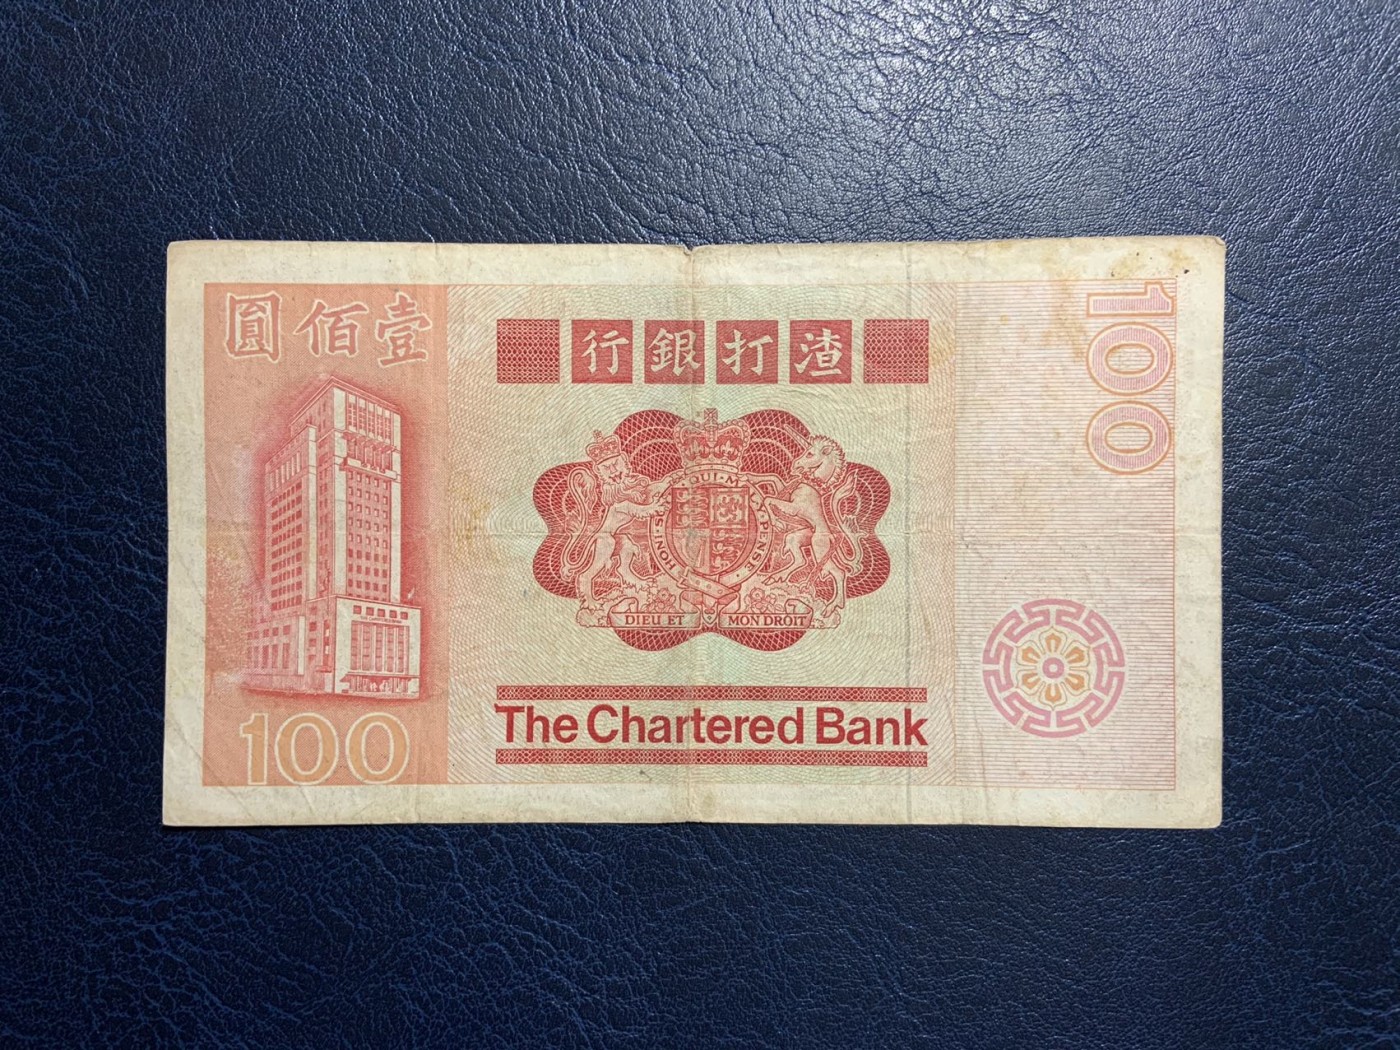 圓佰壹
行銀打渣
100
HONI·SOIT·QUI·MAL·Y·PENSE
DIEU ET MON DROIT
The Chartered Bank
100